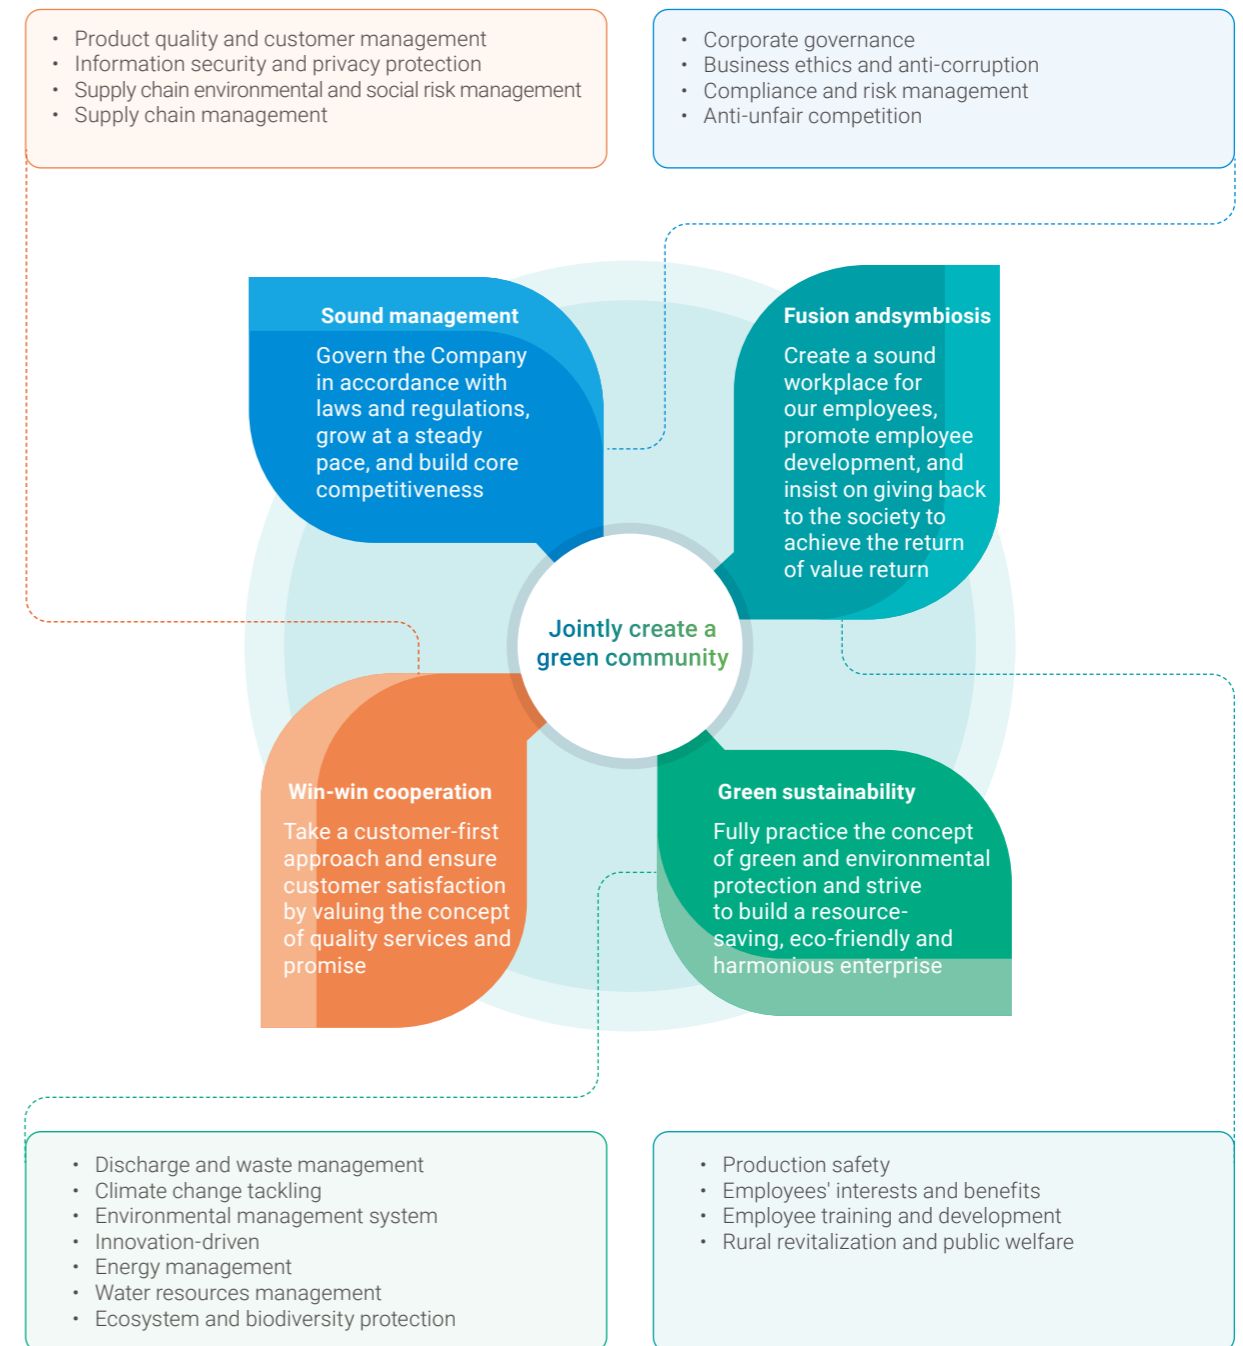 • Product quality and customer management
• Information security and privacy protection
• Supply chain environmental and social risk management
• Supply chain management
• Corporate governance
• Business ethics and anti-corruption
• Compliance and risk management
• Anti-unfair competition
Sound management
Govern the Company
in accordance with
laws and regulations,
grow at a steady
pace, and build core
competitiveness
Fusion andsymbiosis
Create a sound
workplace for
our employees,
promote employee
development, and
insist on giving back
to the society to
achieve the return
of value return
Jointly create a
green community
Win-win cooperation
Take a customer-first
approach and ensure
customer satisfaction
by valuing the concept
of quality services and
promise
Green sustainability
Fully practice the concept
of green and environmental
protection and strive
to build a resource-
saving, eco-friendly and
harmonious enterprise
• Discharge and waste management
• Climate change tackling
• Environmental management system
• Innovation-driven
• Energy management
• Water resources management
• Ecosystem and biodiversity protection
• Production safety
• Employees' interests and benefits
• Employee training and development
• Rural revitalization and public welfare